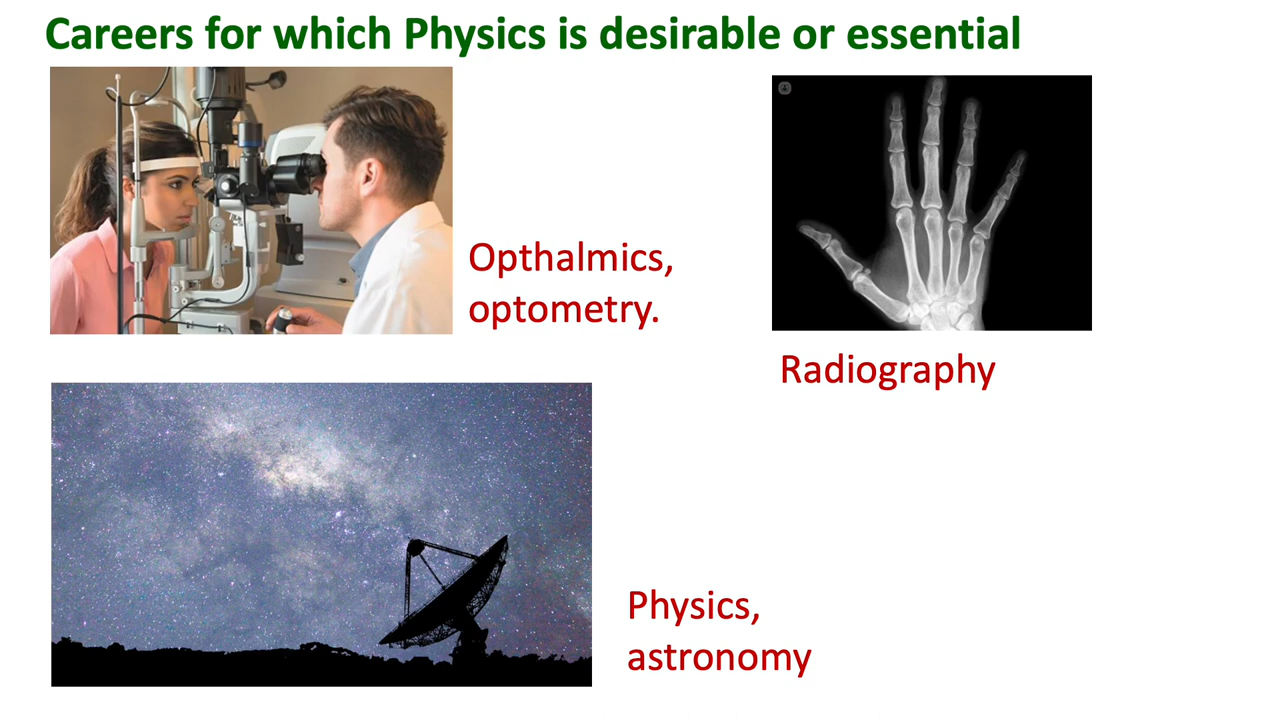 Careers for which Physics is desirable or essential
Opthalmics,
optometry.
Radiography
Physics,
astronomy